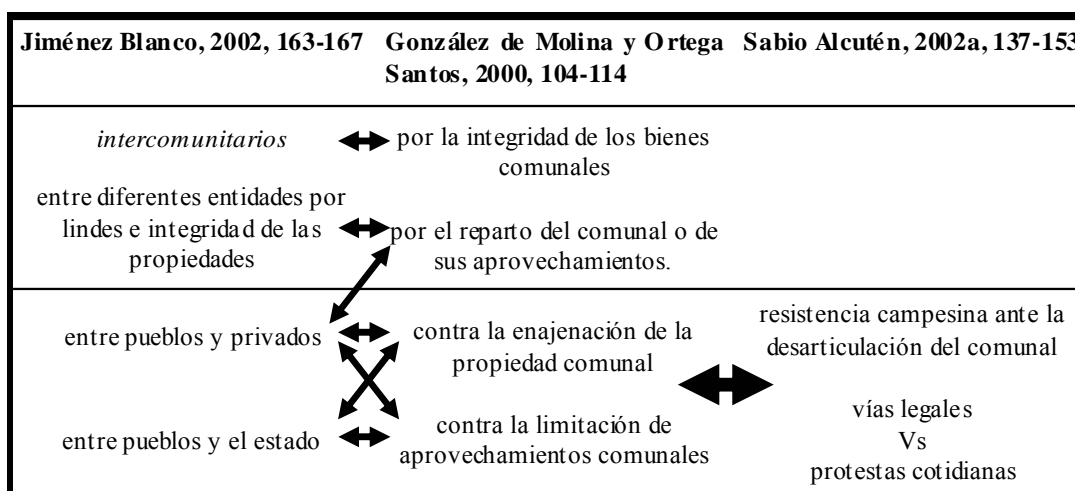 Jiménez Blanco, 2002, 163-167
González de Molina y Ortega
Santos, 2000, 104-114
Sabio Alcutén, 2002a, 137-153
intercomunitarios
por la integridad de los bienes
comunales
entre diferentes entidades por
lindes e integridad de las
propiedades
por el reparto del comunal o de
sus aprovechamientos.
entre pueblos y privados
contra la enajenación de la
propiedad comunal
resistencia campesina ante la
desarticulación del comunal
entre pueblos y el estado
contra la limitación de
aprovechamientos comunales
vías legales
Vs
protestas cotidianas